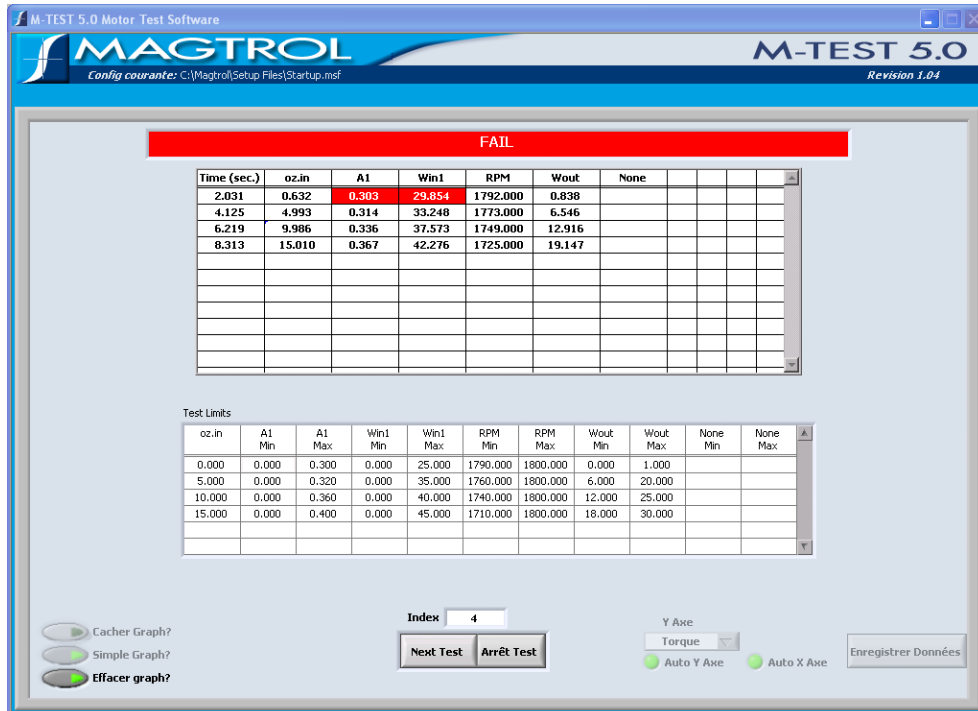 M-TEST 5.0 Motor Test Software
MAGTROL
M-TEST 5.0
Config courante: C:\Magtrol\Setup Files\Startup.msf
Revision 1.04
FAIL
Time (sec.) oz.in A1 Win1 RPM Wout None
2.031 0.632 0.303 29.854 1792.000 0.838
4.125 4.993 0.314 33.248 1773.000 6.546
6.219 9.986 0.336 37.573 1749.000 12.916
8.313 15.010 0.367 42.276 1725.000 19.147
Test Limits
oz.in A1 A1 Win1 Win1 RPM RPM Wout Wout None None
Min Max Min Max Min Max Min Max Min Max
0.000 0.000 0.300 0.000 25.000 1790.000 1800.000 0.000 1.000
5.000 0.000 0.320 0.000 35.000 1760.000 1800.000 6.000 20.000
10.000 0.000 0.360 0.000 40.000 1740.000 1800.000 12.000 25.000
15.000 0.000 0.400 0.000 45.000 1710.000 1800.000 18.000 30.000
Index 4
Next Test Arrêt Test
Cacher Graph?
Simple Graph?
Effacer graph?
Y Axe
Torque
Auto Y Axe Auto X Axe
Enregistrer Données